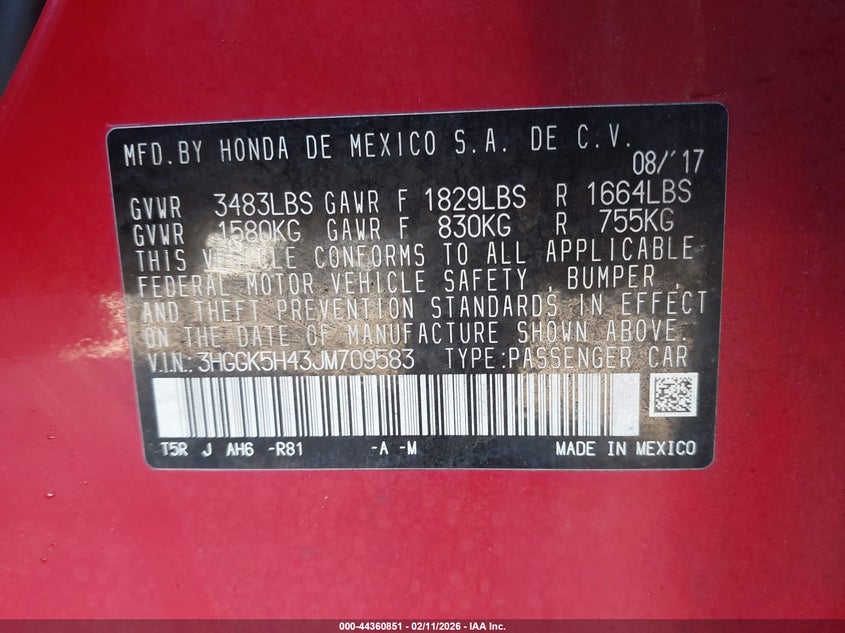 MFD.BY HONDA DE MEXICO S.A. DE C.V.
08/'17
GVWR 3483LBS GAWR F 1829LBS R 1664LBS
GVWR 1580KG GAWR F 830KG R 755KG
THIS VEHICLE CONFORMS TO ALL APPLICABLE
FEDERAL MOTOR VEHICLE SAFETY , BUMPER ,
AND THEFT PREVENTION STANDARDS IN EFFECT
ON THE DATE OF MANUFACTURE SHOWN ABOVE.
V.I.N.: 3HGGK5H43JM709583 TYPE:PASSENGER CAR
T5R J AH6 -R81 -A -M MADE IN MEXICO
000-44360851 | 02/11/2026 - IAA Inc.